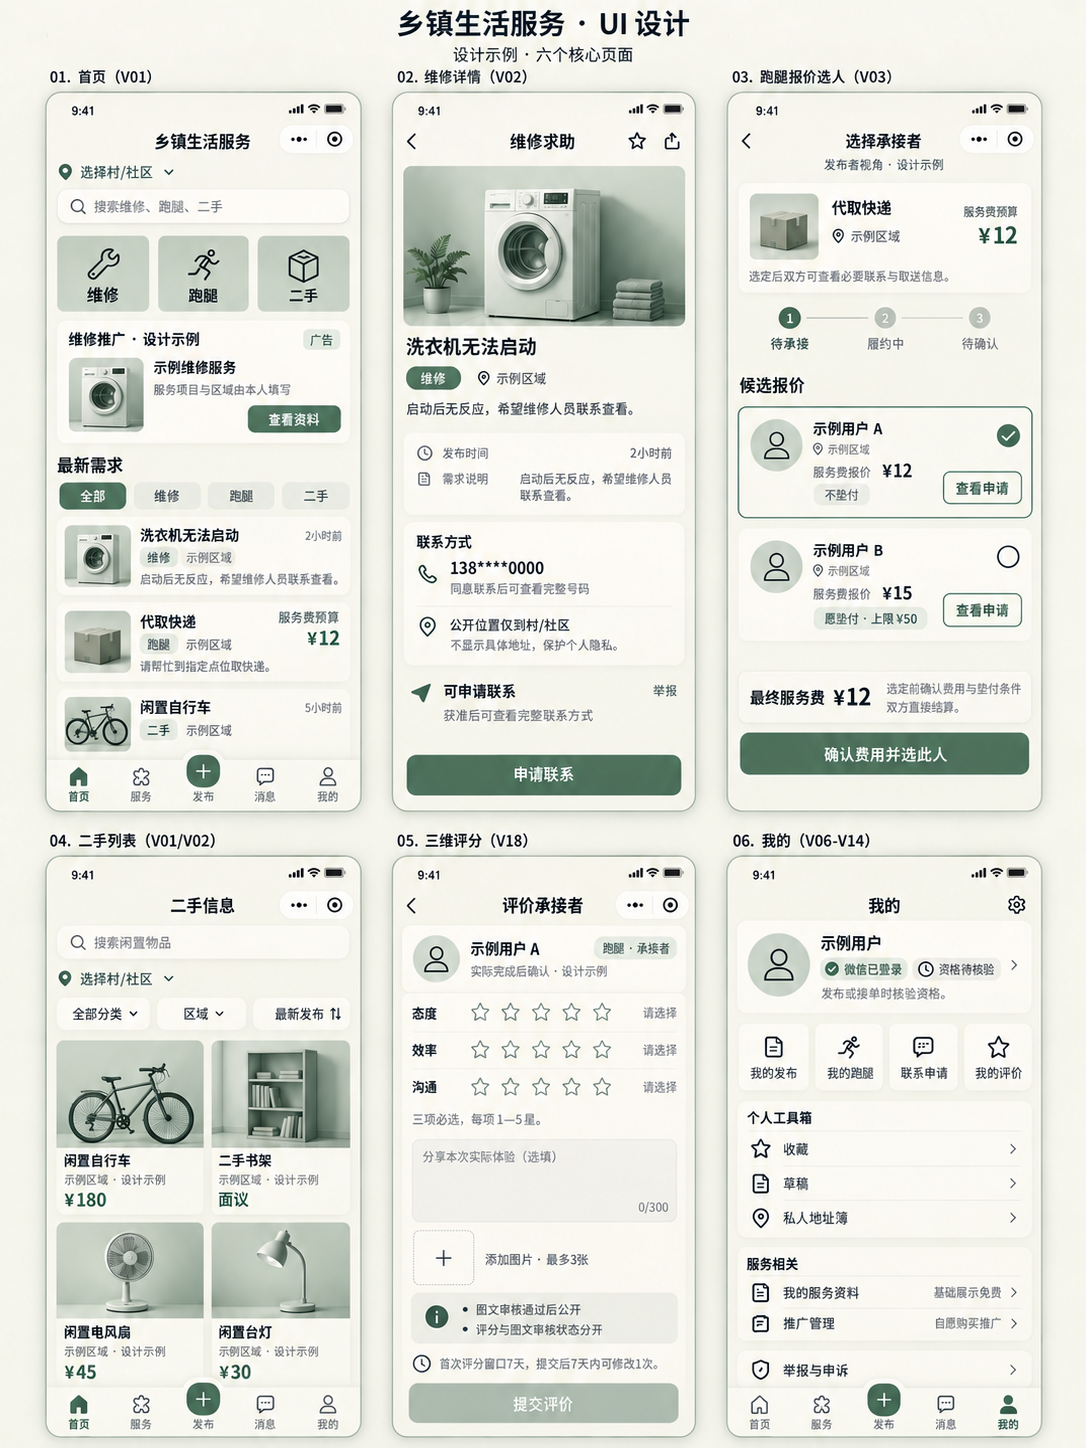 乡镇生活服务 · UI 设计
设计示例 · 六个核心页面
01. 首页（V01）
9:41
乡镇生活服务
选择村/社区
搜索维修、跑腿、二手
维修
跑腿
二手
维修推广 · 设计示例
广告
示例维修服务
服务项目与区域由本人填写
查看资料
最新需求
全部
维修
跑腿
二手
洗衣机无法启动
2小时前
维修
示例区域
启动后无反应，希望维修人员联系查看。
代取快递
服务费预算
跑腿
示例区域
¥12
请帮忙到指定点位取快递。
闲置自行车
5小时前
二手
示例区域
首页
服务
发布
消息
我的
02. 维修详情（V02）
9:41
维修求助
洗衣机无法启动
维修
示例区域
启动后无反应，希望维修人员联系查看。
发布时间
2小时前
需求说明
启动后无反应，希望维修人员
联系查看。
联系方式
138****0000
同意联系后可查看完整号码
公开位置仅到村/社区
不显示具体地址，保护个人隐私。
可申请联系
举报
获准后可查看完整联系方式
申请联系
03. 跑腿报价选人（V03）
9:41
选择承接者
发布者视角 · 设计示例
代取快递
服务费预算
示例区域
¥12
选定后双方可查看必要联系与取送信息。
1
2
3
待承接
履约中
待确认
候选报价
示例用户 A
示例区域
服务费报价 ¥12
不垫付
查看申请
示例用户 B
示例区域
服务费报价 ¥15
愿垫付 · 上限 ¥50
查看申请
最终服务费 ¥12
选定前确认费用与垫付条件
双方直接结算。
确认费用并选此人
04. 二手列表（V01/V02）
9:41
二手信息
搜索闲置物品
选择村/社区
全部分类
区域
最新发布
闲置自行车
示例区域 · 设计示例
¥180
二手书架
示例区域 · 设计示例
面议
闲置电风扇
示例区域 · 设计示例
¥45
闲置台灯
示例区域 · 设计示例
¥30
首页
服务
发布
消息
我的
05. 三维评分（V18）
9:41
评价承接者
示例用户 A
跑腿 · 承接者
实际完成后确认 · 设计示例
态度
请选择
效率
请选择
沟通
请选择
三项必选，每项 1—5 星。
分享本次实际体验（选填）
0/300
添加图片 · 最多3张
• 图文审核通过后公开
• 评分与图文审核状态分开
首次评分窗口7天，提交后7天内可修改1次。
提交评价
06. 我的（V06-V14）
9:41
我的
示例用户
微信已登录
资格待核验
发布或接单时核验资格。
我的发布
我的跑腿
联系申请
我的评价
个人工具箱
收藏
草稿
私人地址簿
服务相关
我的服务资料
基础展示免费
推广管理
自愿购买推广
举报与申诉
首页
服务
发布
消息
我的